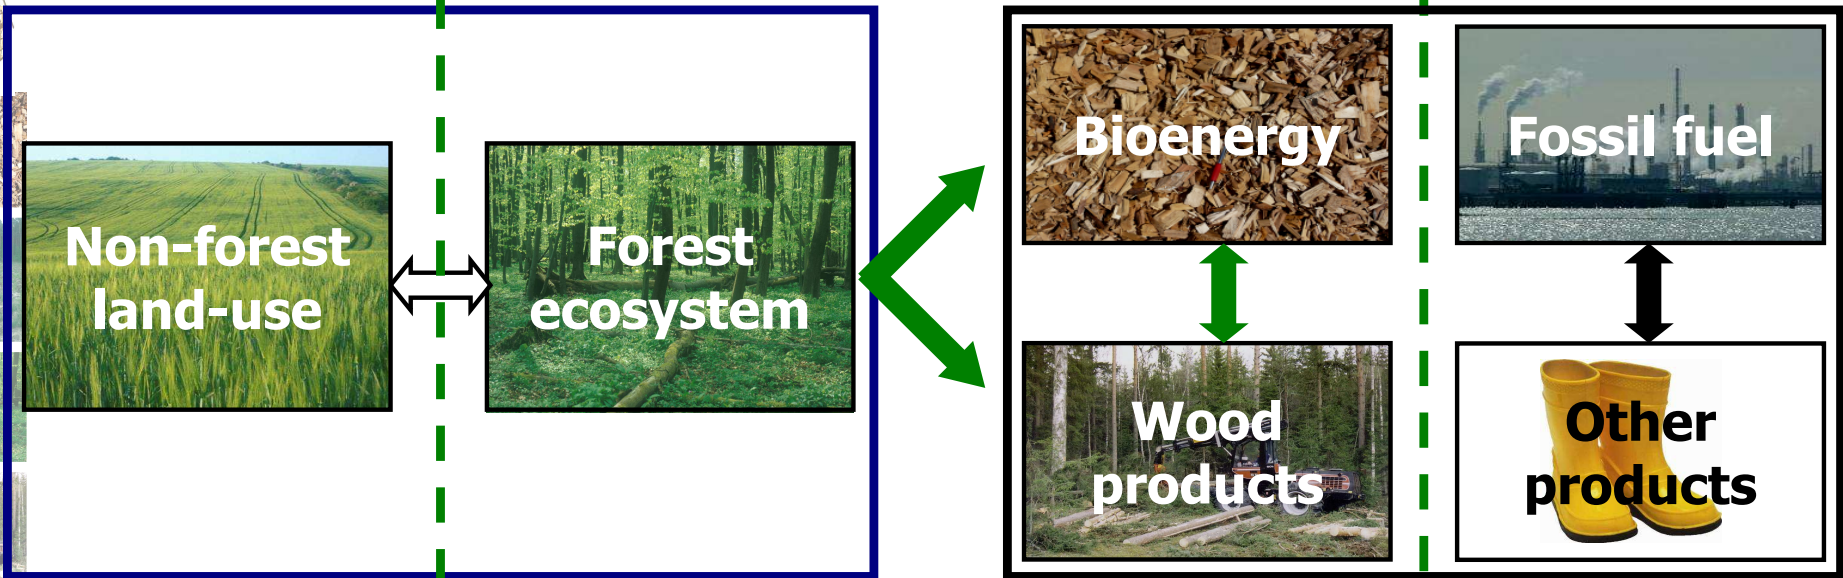 Non-forest
land-use
Forest
ecosystem
Bioenergy
Wood
products
Fossil fuel
Other
products